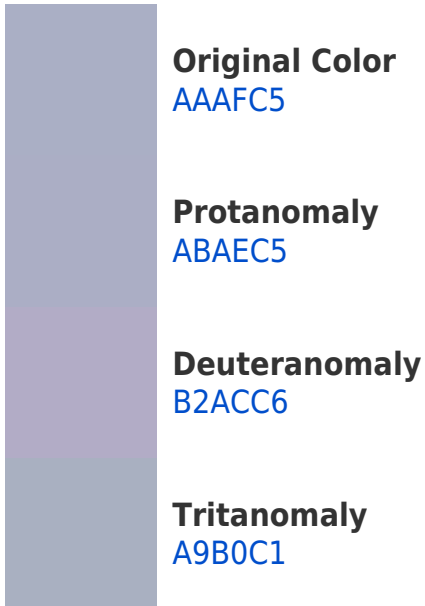 Original Color
AAAFC5
Protanomaly
ABAEC5
Deuteranomaly
B2ACC6
Tritanomaly
A9B0C1